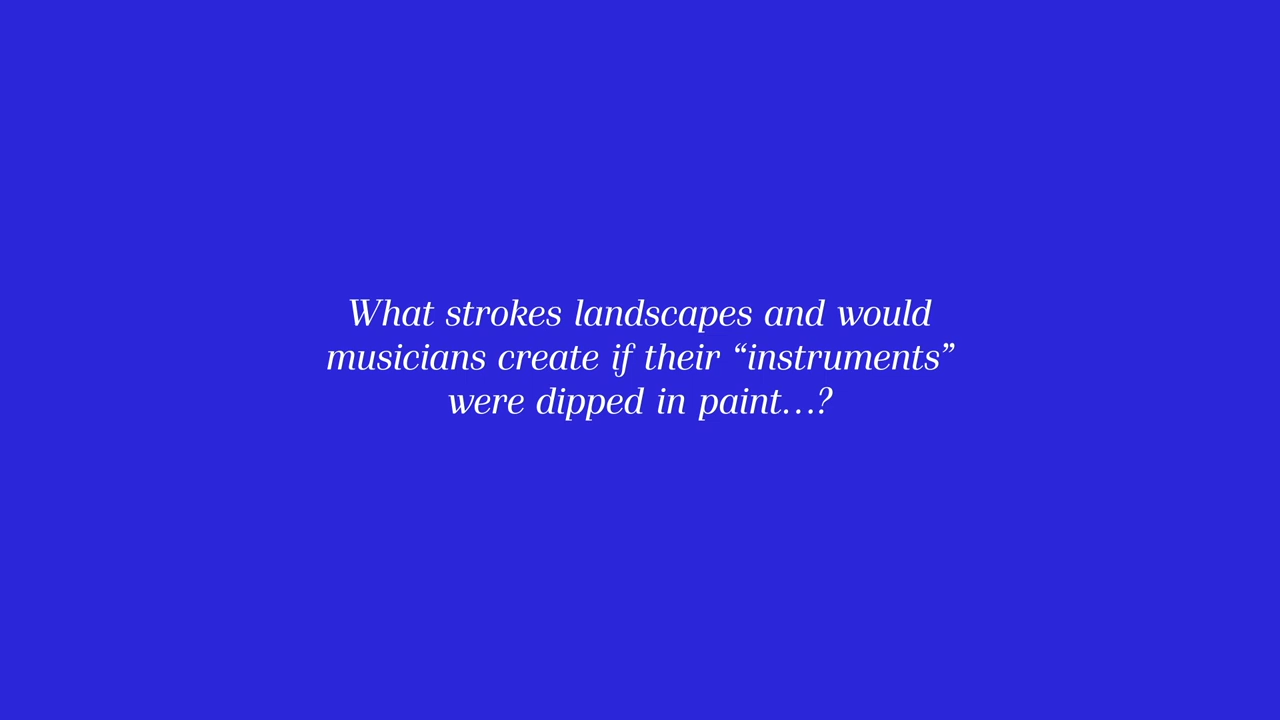 What strokes landscapes and would
musicians create if their “instruments”
were dipped in paint…?